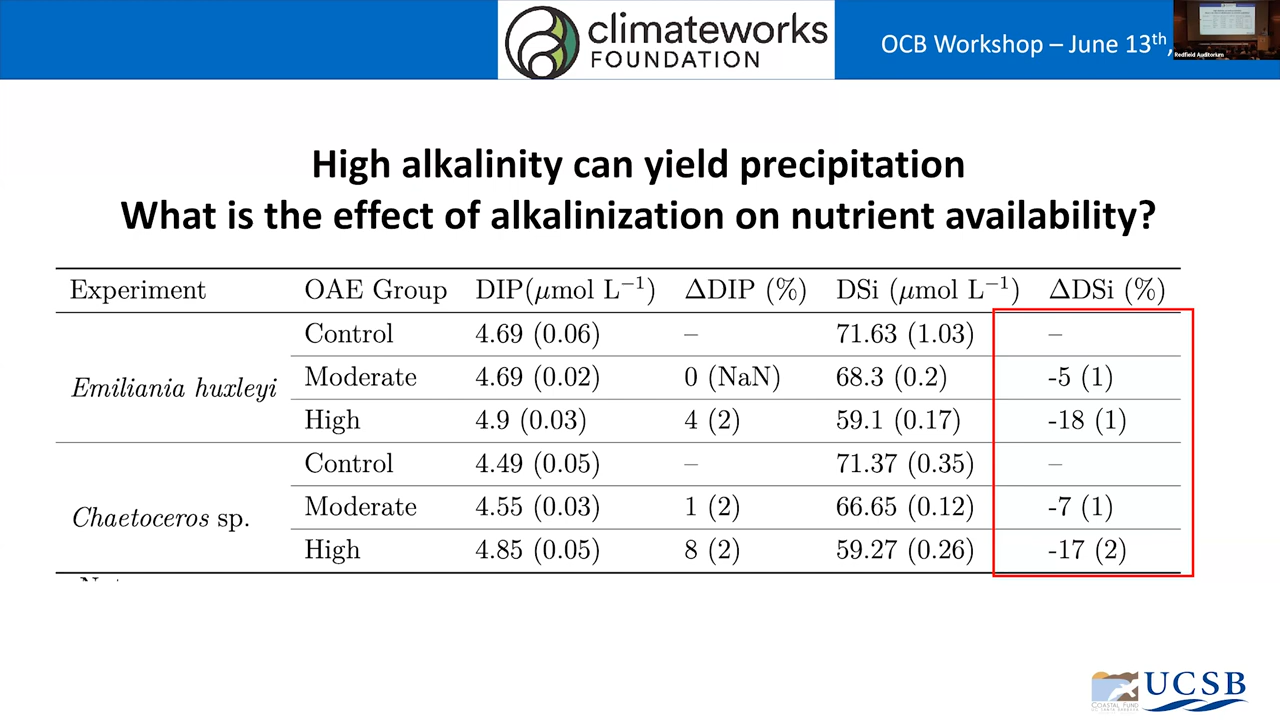 climateworks
FOUNDATION
OCB Workshop – June 13th,
Redfield Auditorium
High alkalinity can yield precipitation
What is the effect of alkalinization on nutrient availability?
Experiment OAE Group DIP(μmol L⁻¹) ΔDIP (%) DSi (μmol L⁻¹) ΔDSi (%)
Control 4.69 (0.06) – 71.63 (1.03) –
Emiliania huxleyi Moderate 4.69 (0.02) 0 (NaN) 68.3 (0.2) -5 (1)
High 4.9 (0.03) 4 (2) 59.1 (0.17) -18 (1)
Control 4.49 (0.05) – 71.37 (0.35) –
Chaetoceros sp. Moderate 4.55 (0.03) 1 (2) 66.65 (0.12) -7 (1)
High 4.85 (0.05) 8 (2) 59.27 (0.26) -17 (2)
COASTAL FUND
UCSB